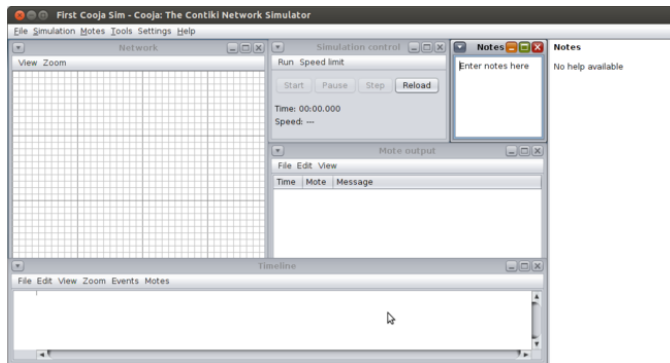 First Cooja Sim - Cooja: The Contiki Network Simulator
File Simulation Motes Tools Settings Help
Network
View Zoom
Simulation control
Run Speed limit
Start Pause Step Reload
Time: 00:00.000
Speed: ---
Notes
Enter notes here
Notes
No help available
Mote output
File Edit View
Time Mote Message
Timeline
File Edit View Zoom Events Motes